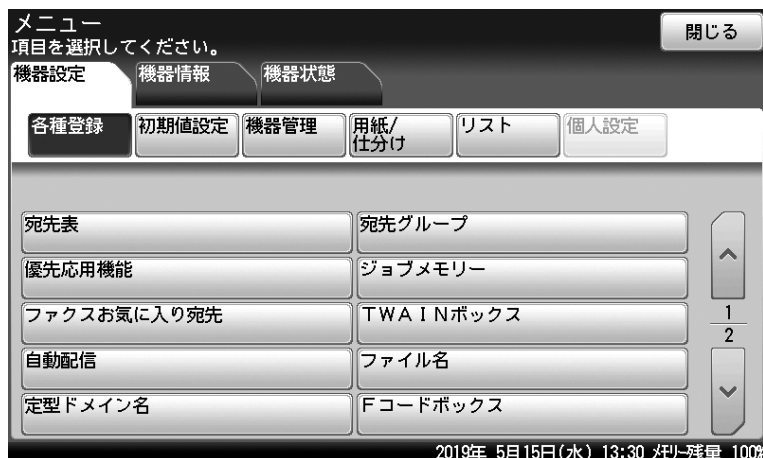 メニュー
項目を選択してください。
閉じる
機器設定 機器情報 機器状態
各種登録 初期値設定 機器管理 用紙/ リスト 個人設定
仕分け
宛先表 宛先グループ
優先応用機能 ジョブメモリー
ファクスお気に入り宛先 TWAINボックス
1
2
自動配信 ファイル名
定型ドメイン名 Fコードボックス
2019年 5月15日(水) 13:30 ﾒﾓﾘｰ残量 100%